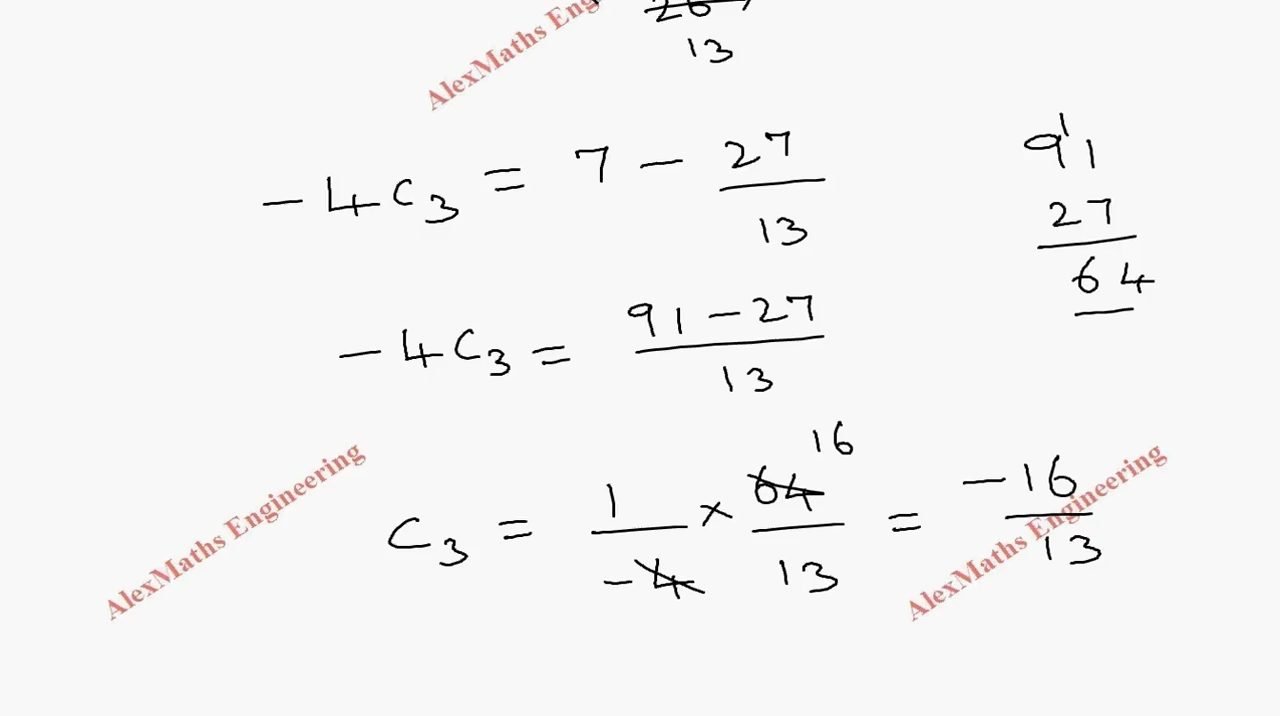 13
AlexMaths Eng
-4C₃ = 7 - 27/13
91
27
64
-4C₃ = (91 - 27)/13
16
C₃ = 1/-4 × 64/13 = -16/13
AlexMaths Engineering
AlexMaths Engineering